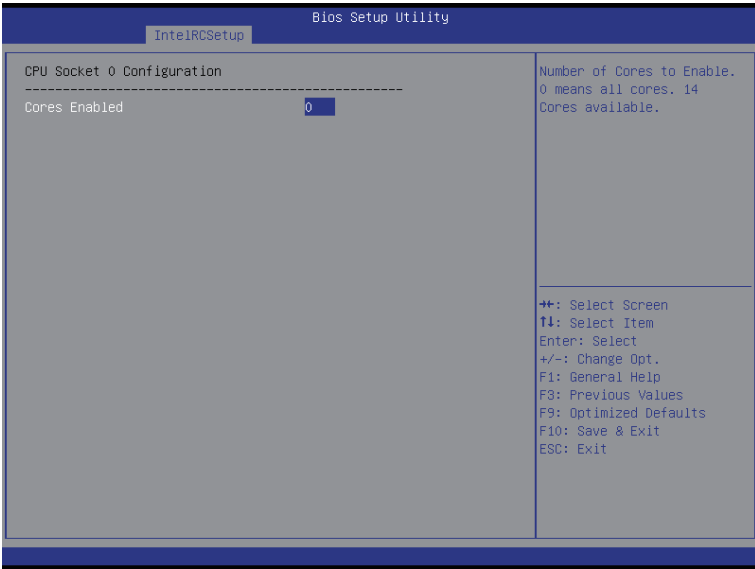 Bios Setup Utility
IntelRCSetup
CPU Socket 0 Configuration
--------------------------------------------------
Cores Enabled 0
Number of Cores to Enable.
0 means all cores. 14
Cores available.
→←: Select Screen
↑↓: Select Item
Enter: Select
+/-: Change Opt.
F1: General Help
F3: Previous Values
F9: Optimized Defaults
F10: Save & Exit
ESC: Exit